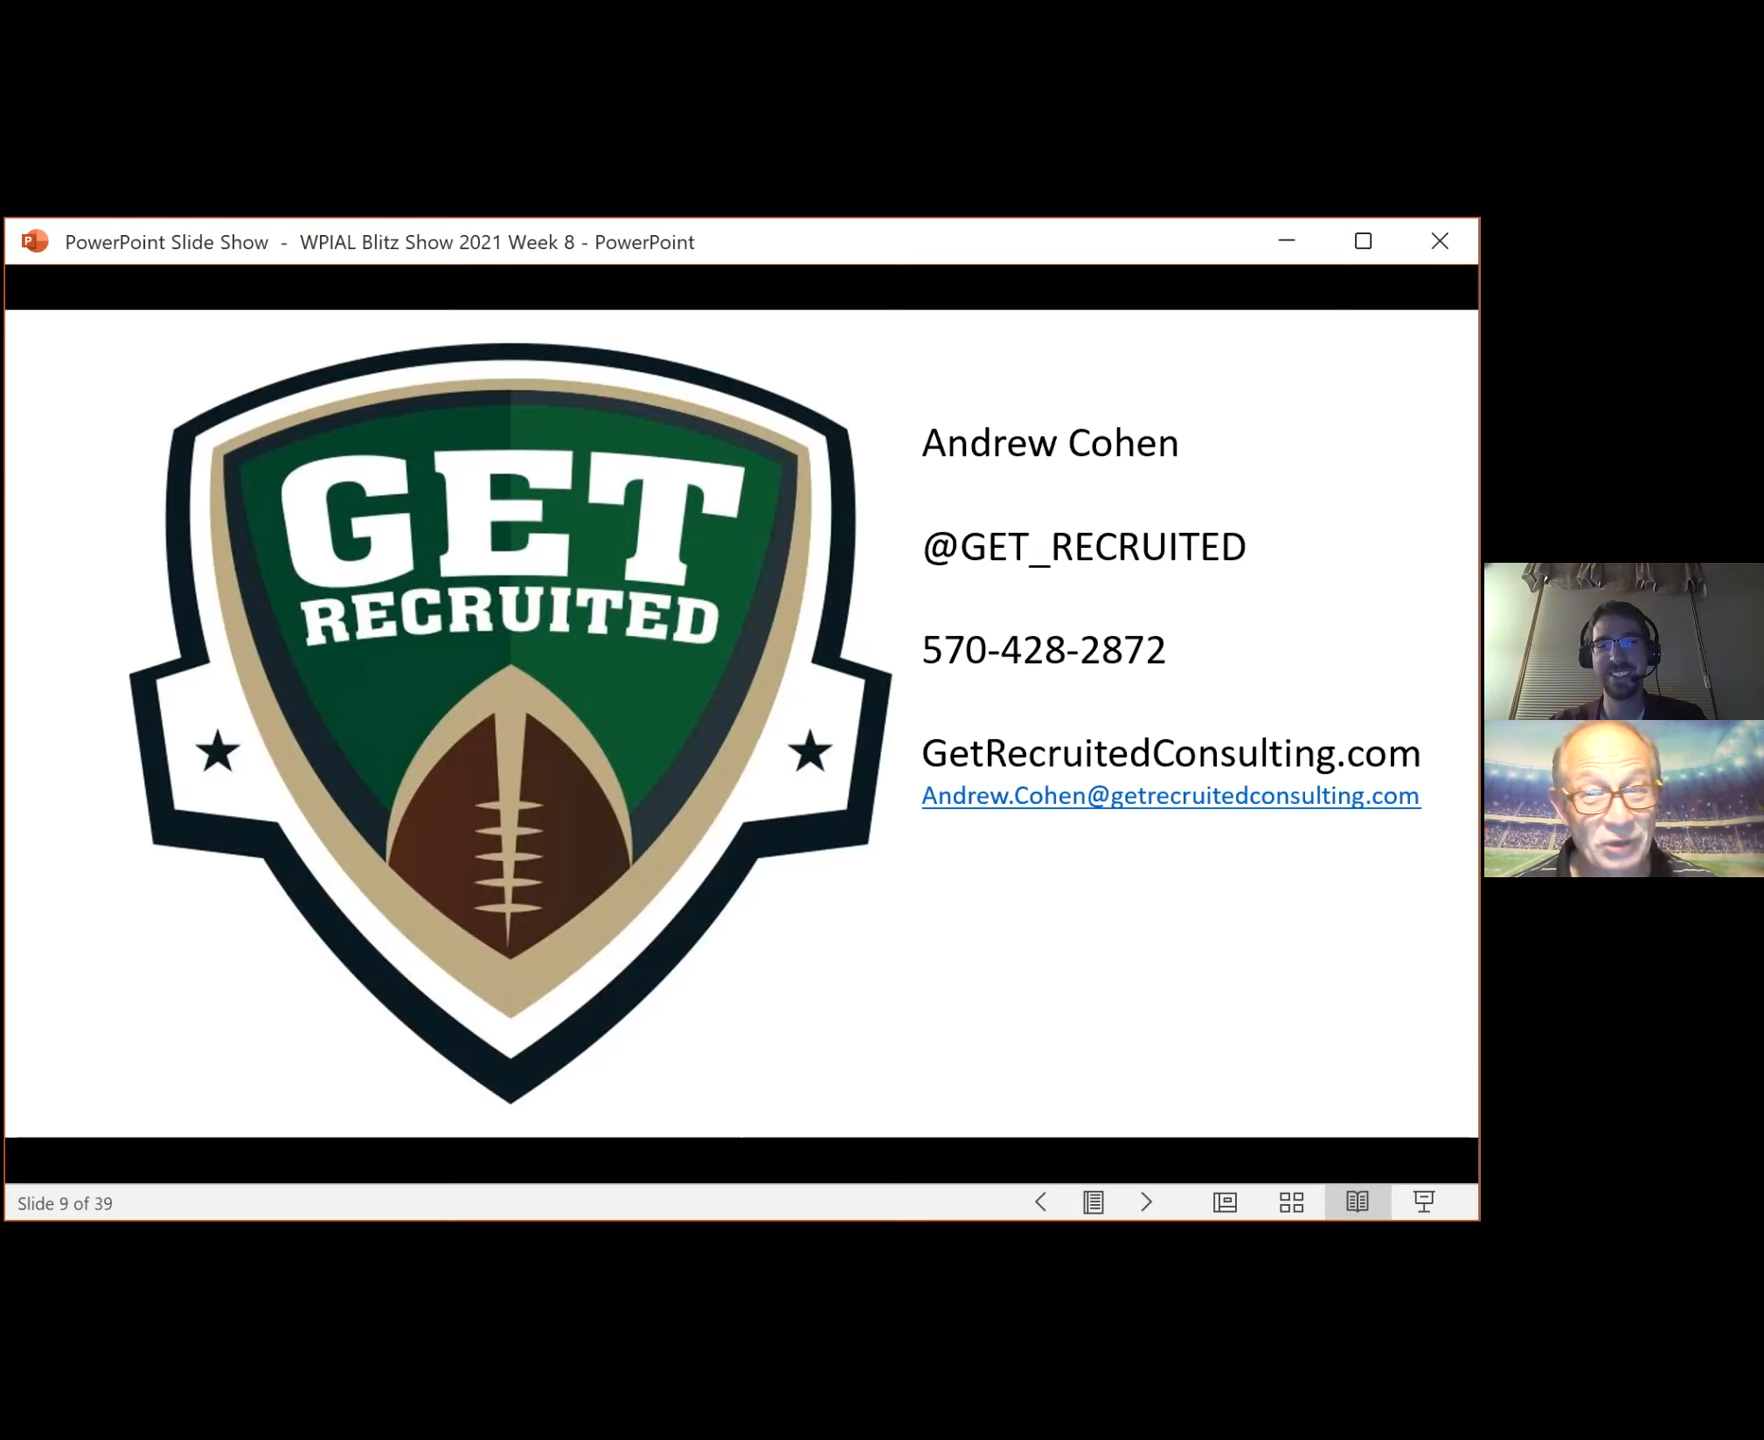 PowerPoint Slide Show - WPIAL Blitz Show 2021 Week 8 - PowerPoint
GET
RECRUITED
Andrew Cohen
@GET_RECRUITED
570-428-2872
GetRecruitedConsulting.com
Andrew.Cohen@getrecruitedconsulting.com
Slide 9 of 39